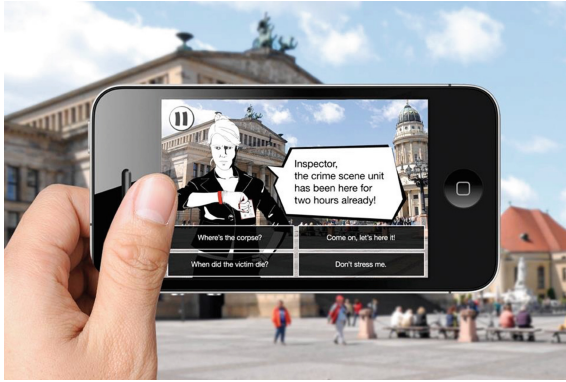 Inspector,
the crime scene unit
has been here for
two hours already!
Where's the corpse?
Come on, let's here it!
When did the victim die?
Don't stress me.